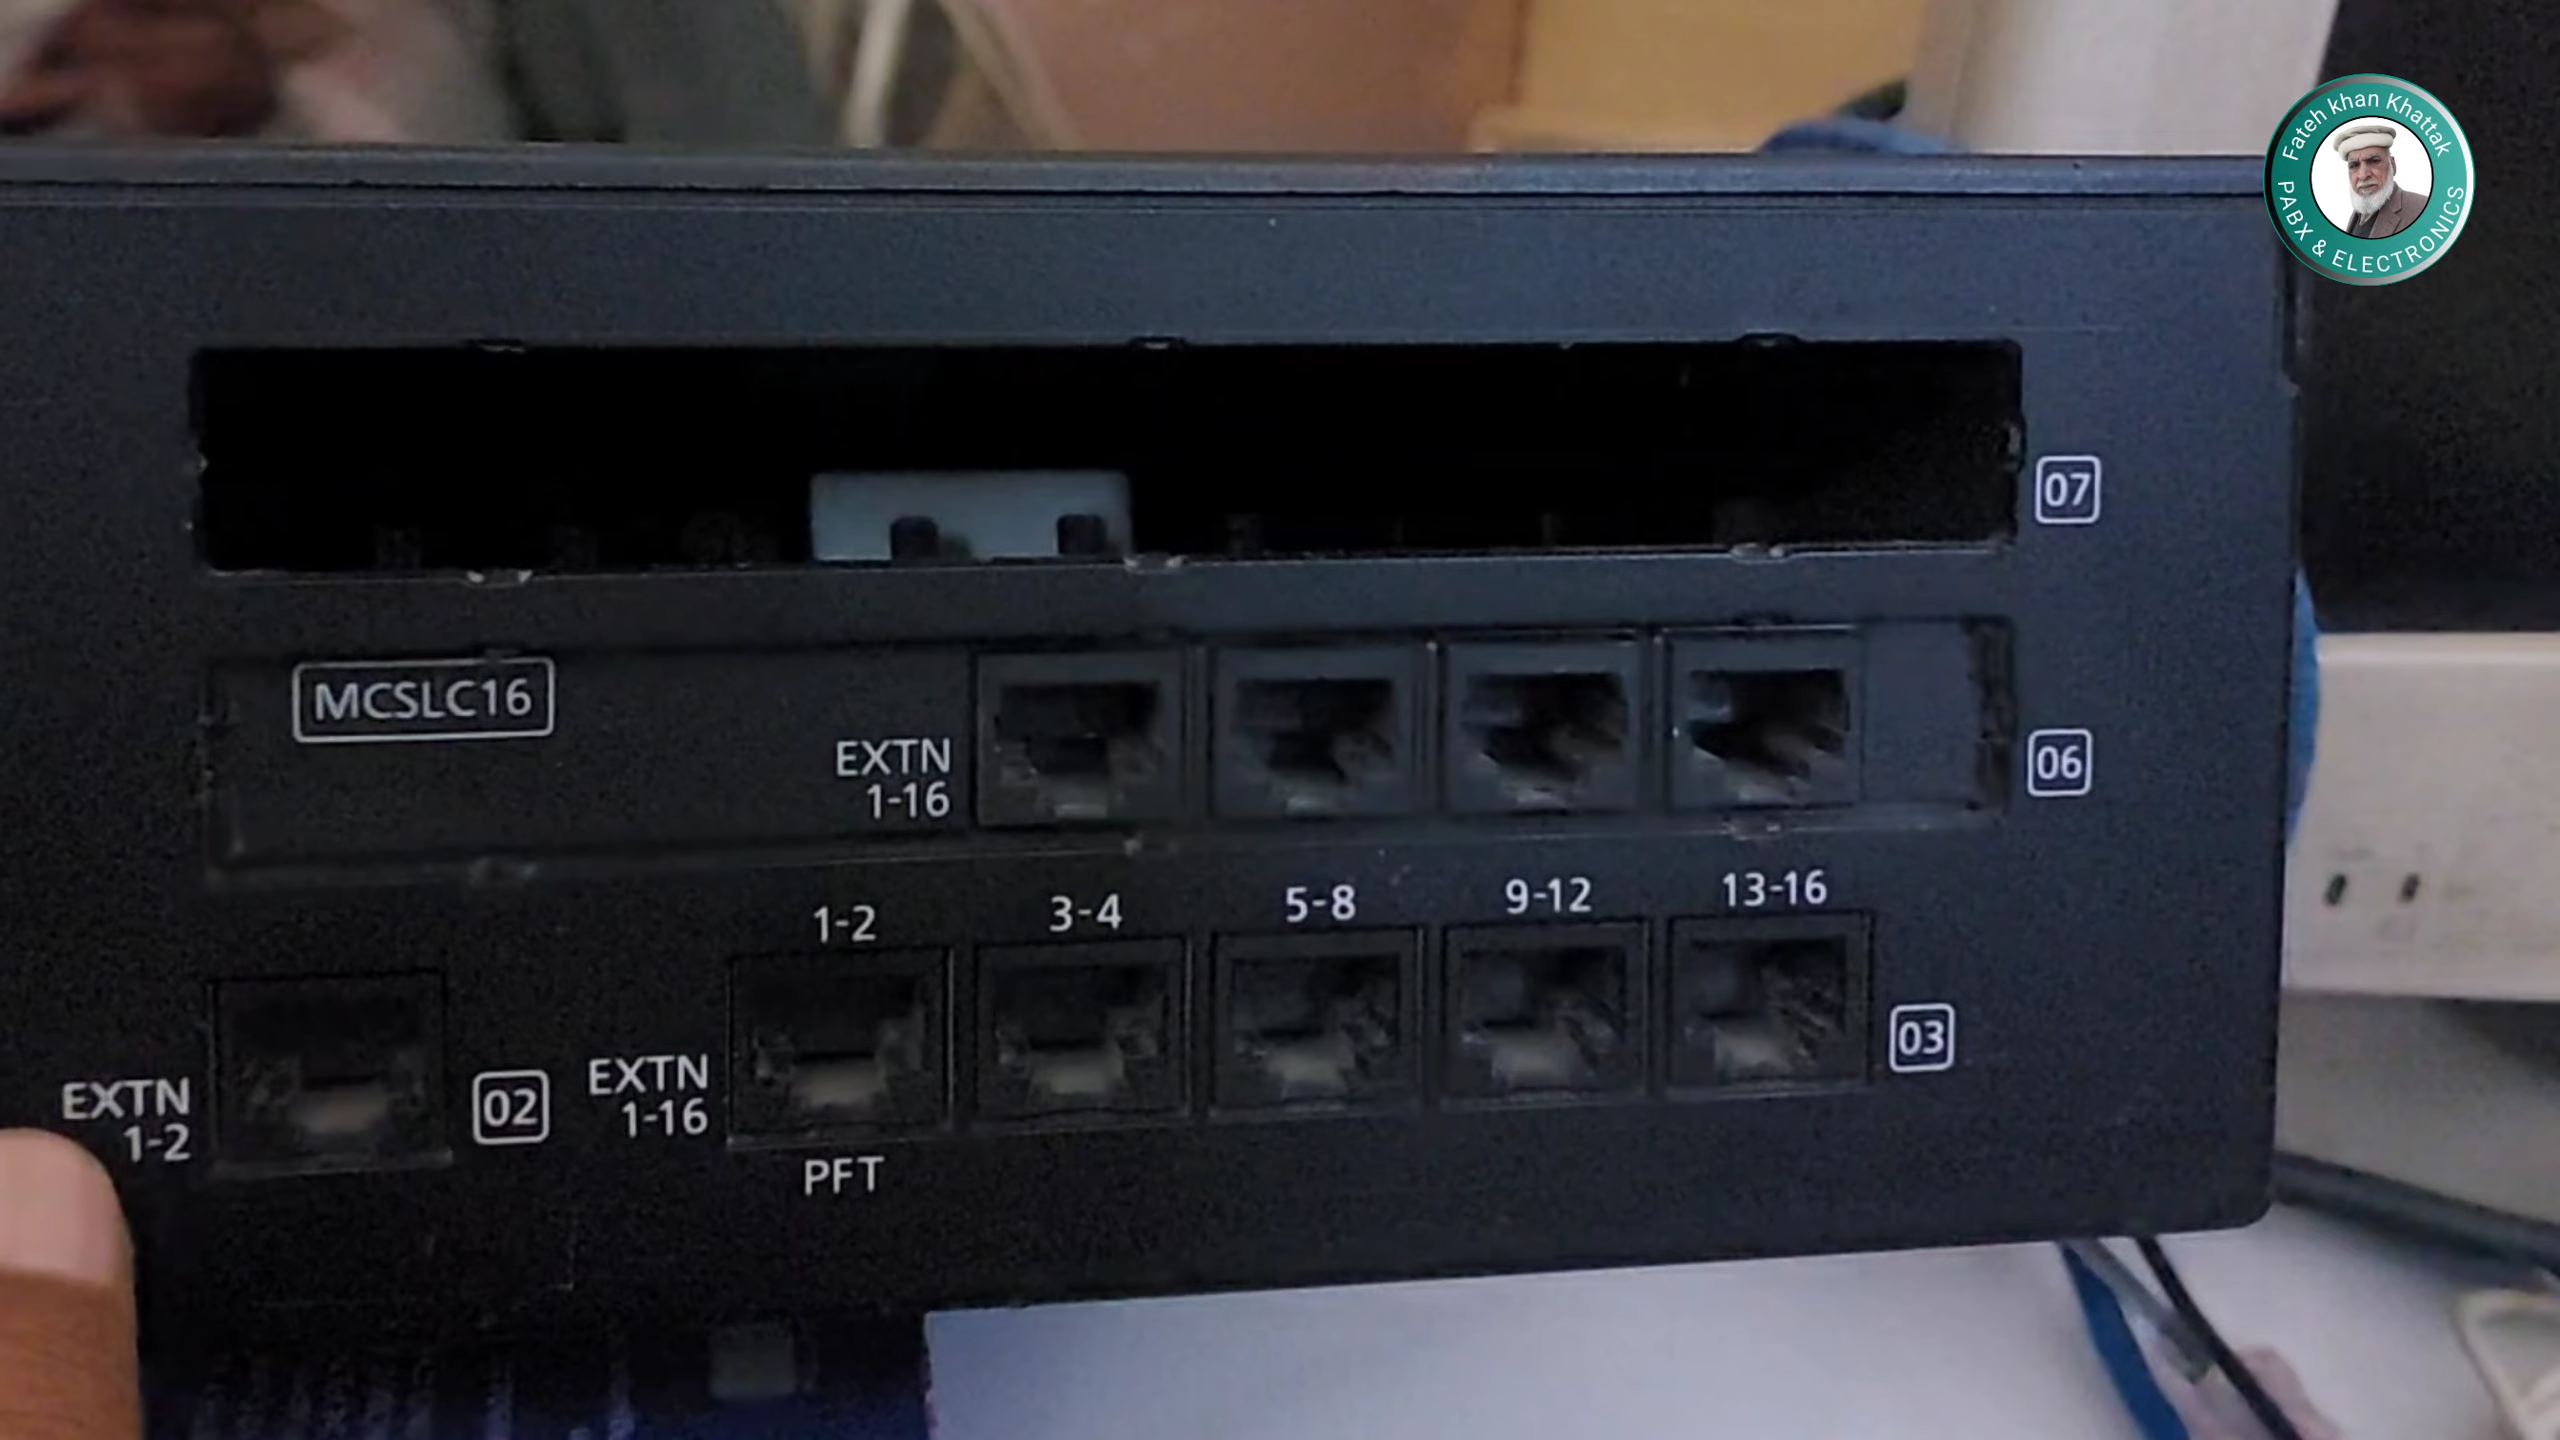 Fateh khan Khattak
PABX & ELECTRONICS
07
MCSLC16
EXTN
1-16
06
1-2
3-4
5-8
9-12
13-16
EXTN
1-2
02
EXTN
1-16
03
PFT